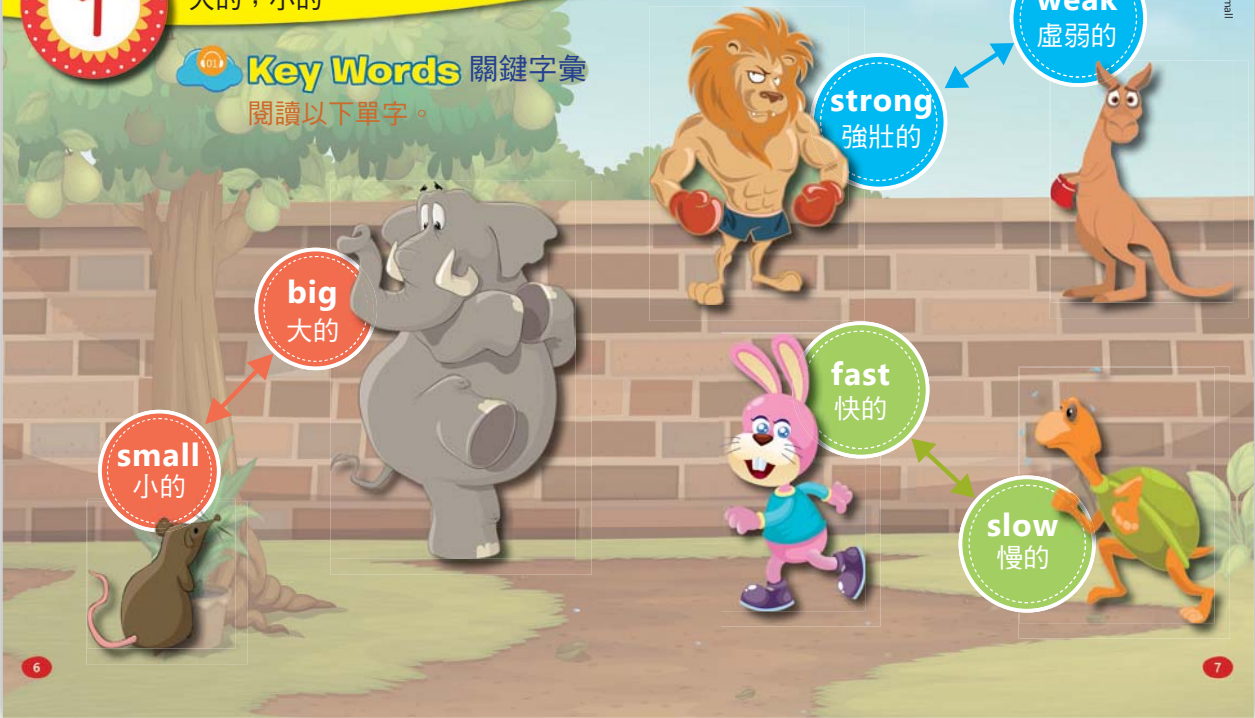 1
大的，小的
01
Key Words 關鍵字彙
閱讀以下單字。
big
大的
small
小的
strong
強壯的
weak
虛弱的
fast
快的
slow
慢的
6
7